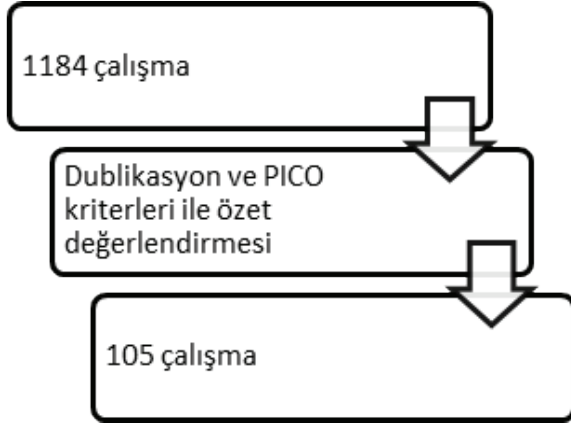 1184 çalışma
Dublikasyon ve PICO
kriterleri ile özet
değerlendirmesi
105 çalışma